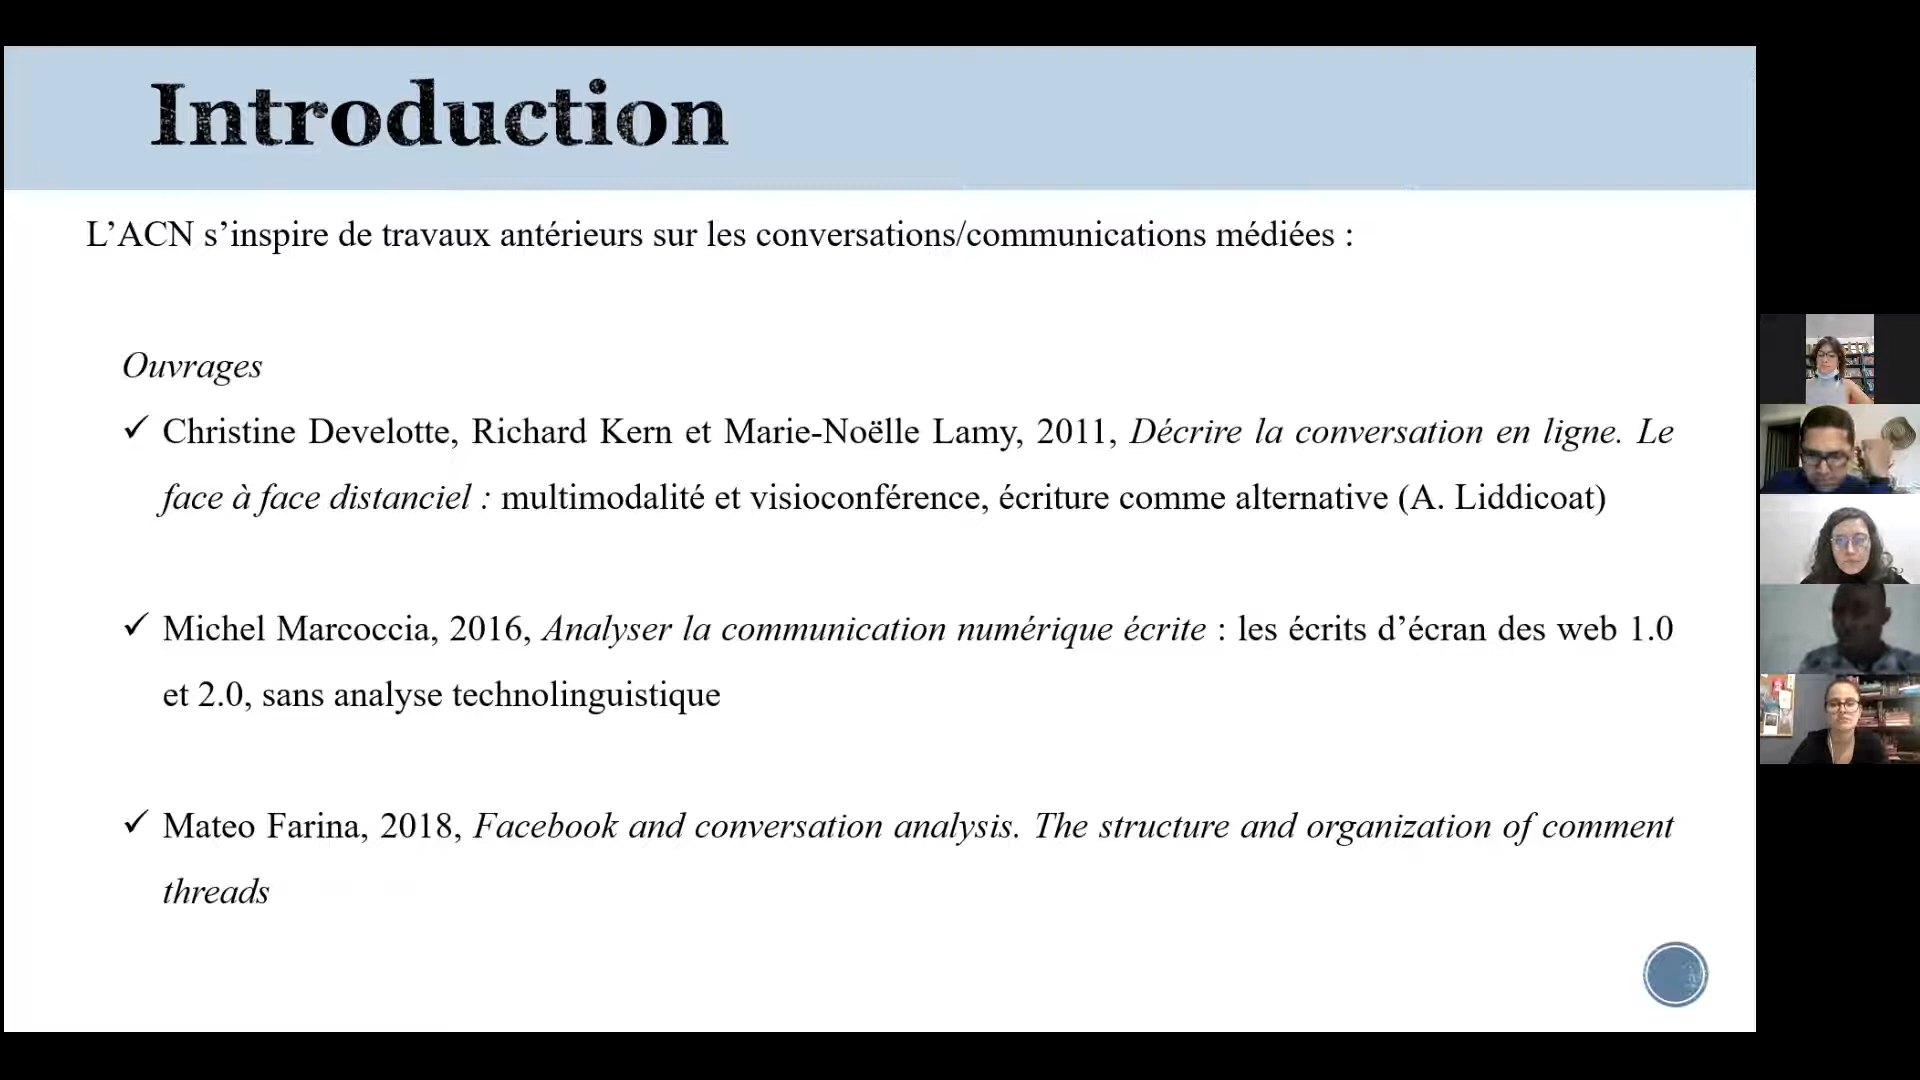 Introduction
L’ACN s’inspire de travaux antérieurs sur les conversations/communications médiées :
Ouvrages
✓ Christine Develotte, Richard Kern et Marie-Noëlle Lamy, 2011, Décrire la conversation en ligne. Le
face à face distanciel : multimodalité et visioconférence, écriture comme alternative (A. Liddicoat)
✓ Michel Marcoccia, 2016, Analyser la communication numérique écrite : les écrits d’écran des web 1.0
et 2.0, sans analyse technolinguistique
✓ Mateo Farina, 2018, Facebook and conversation analysis. The structure and organization of comment
threads